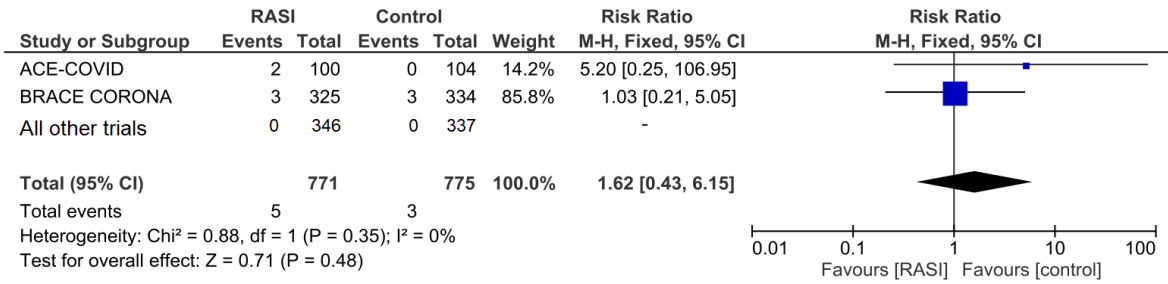 RASI Control Risk Ratio Risk Ratio
Study or Subgroup Events Total Events Total Weight M-H, Fixed, 95% CI M-H, Fixed, 95% CI
ACE-COVID 2 100 0 104 14.2% 5.20 [0.25, 106.95]
BRACE CORONA 3 325 3 334 85.8% 1.03 [0.21, 5.05]
All other trials 0 346 0 337 -
Total (95% CI) 771 775 100.0% 1.62 [0.43, 6.15]
Total events 5 3
Heterogeneity: Chi² = 0.88, df = 1 (P = 0.35); I² = 0%
Test for overall effect: Z = 0.71 (P = 0.48)
0.01 0.1 1 10 100
Favours [RASI] Favours [control]